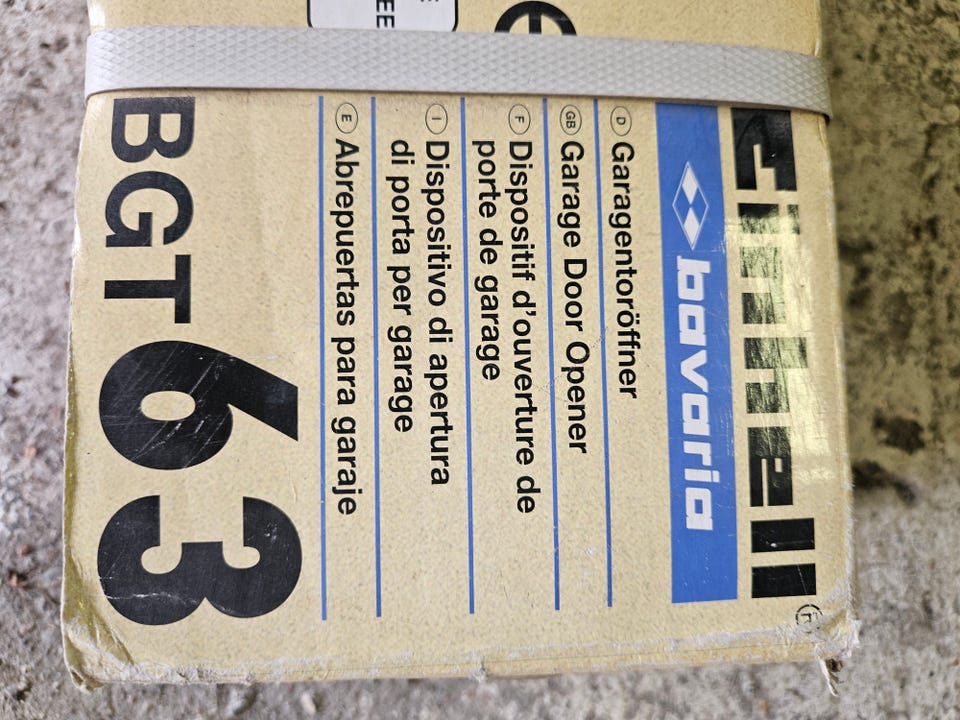 Einhell
bavaria
D Garagentoröffner
GB Garage Door Opener
F Dispositif d'ouverture de
porte de garage
I Dispositivo di apertura
di porta per garage
E Abrepuertas para garaje
BGT 63